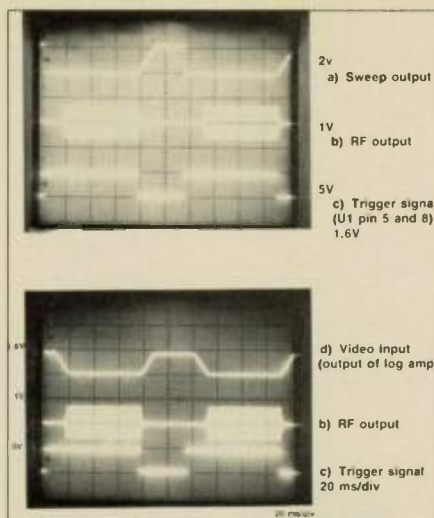 2v
a) Sweep output
1V
b) RF output
5V
c) Trigger signal
(U1 pin 5 and 8)
1.6V
d) Video input
(output of log amp
b) RF output
c) Trigger signal
20 ms/div